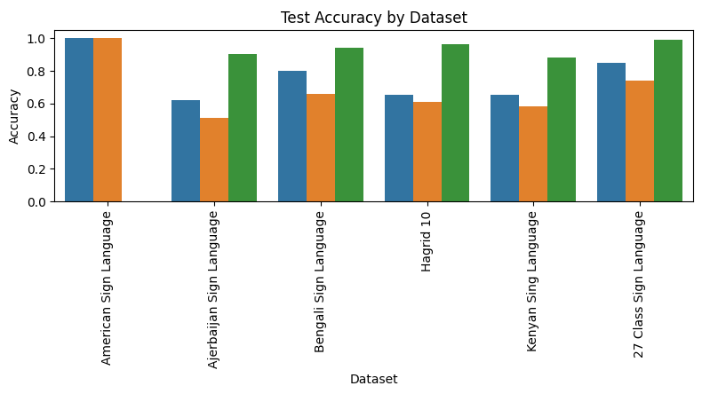 Test Accuracy by Dataset
Accuracy
1.0
0.8
0.6
0.4
0.2
0.0
American Sign Language
Ajerbaijan Sign Language
Bengali Sign Language
Hagrid 10
Kenyan Sing Language
27 Class Sign Language
Dataset